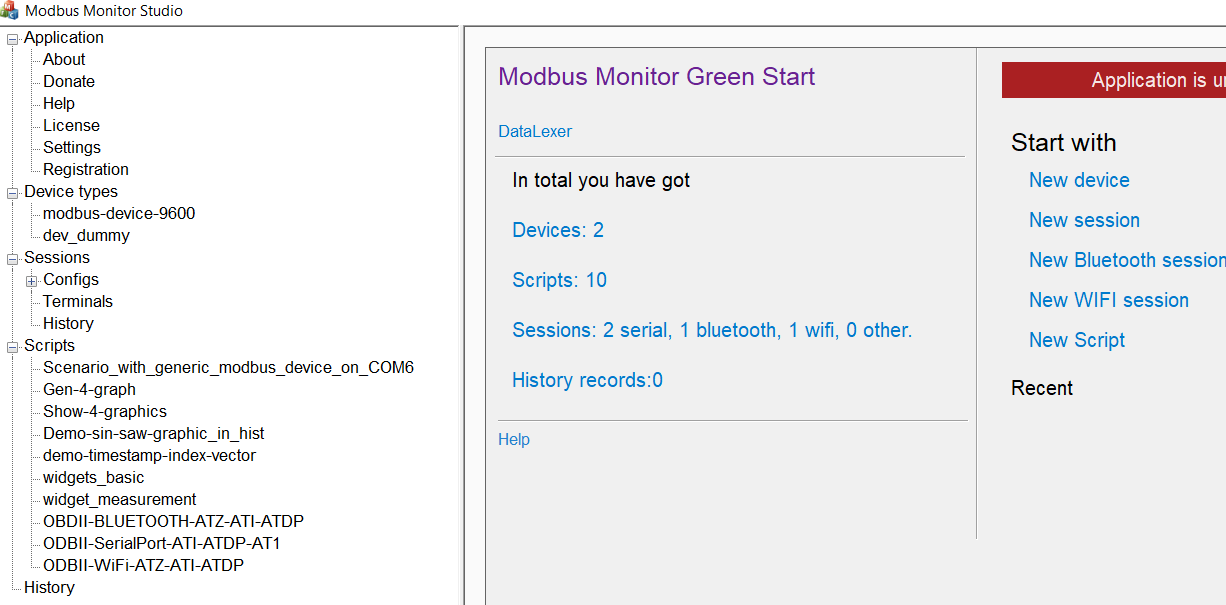 Modbus Monitor Studio
Application
About
Donate
Help
License
Settings
Registration
Device types
modbus-device-9600
dev_dummy
Sessions
Configs
Terminals
History
Scripts
Scenario_with_generic_modbus_device_on_COM6
Gen-4-graph
Show-4-graphics
Demo-sin-saw-graphic_in_hist
demo-timestamp-index-vector
widgets_basic
widget_measurement
OBDII-BLUETOOTH-ATZ-ATI-ATDP
ODBII-SerialPort-ATI-ATDP-AT1
ODBII-WiFi-ATZ-ATI-ATDP
History
Modbus Monitor Green Start
DataLexer
In total you have got
Devices: 2
Scripts: 10
Sessions: 2 serial, 1 bluetooth, 1 wifi, 0 other.
History records:0
Help
Application is
Start with
New device
New session
New Bluetooth session
New WIFI session
New Script
Recent